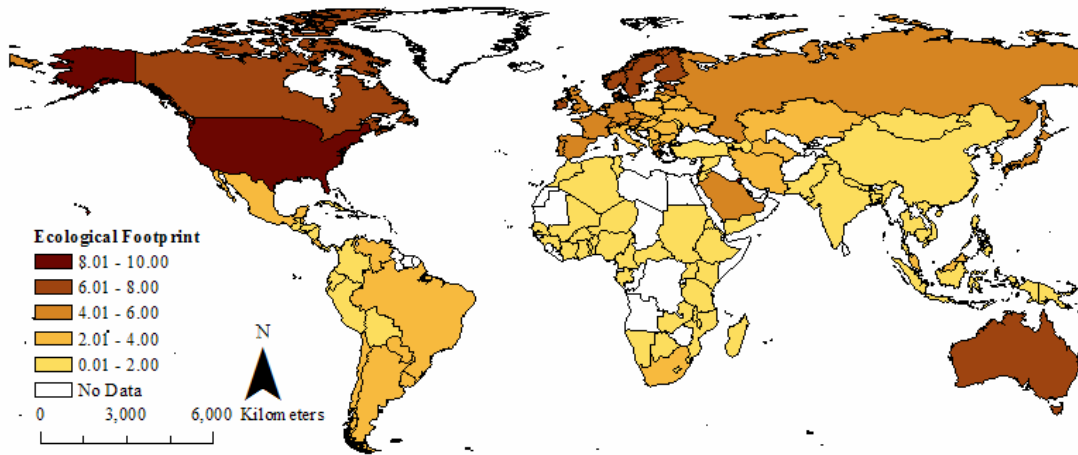 Ecological Footprint
8.01 - 10.00
6.01 - 8.00
4.01 - 6.00
2.01 - 4.00
0.01 - 2.00
No Data
N
0 3,000 6,000 Kilometers